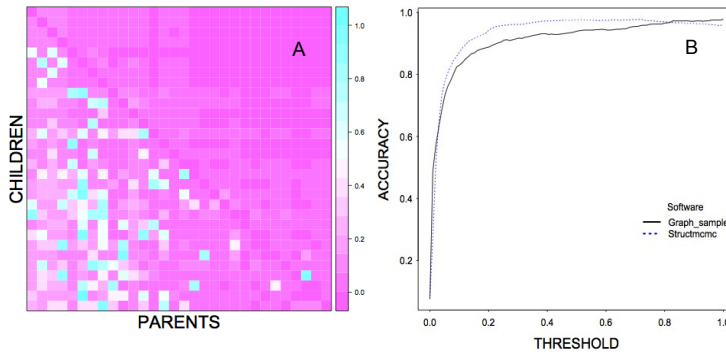 A
CHILDREN
PARENTS
1.0
0.8
0.6
0.4
0.2
0.0
B
ACCURACY
1.0
0.8
0.6
0.4
0.2
0.0
0.2
0.4
0.6
0.8
1.0
THRESHOLD
Software
Graph_sample
Structmcmc